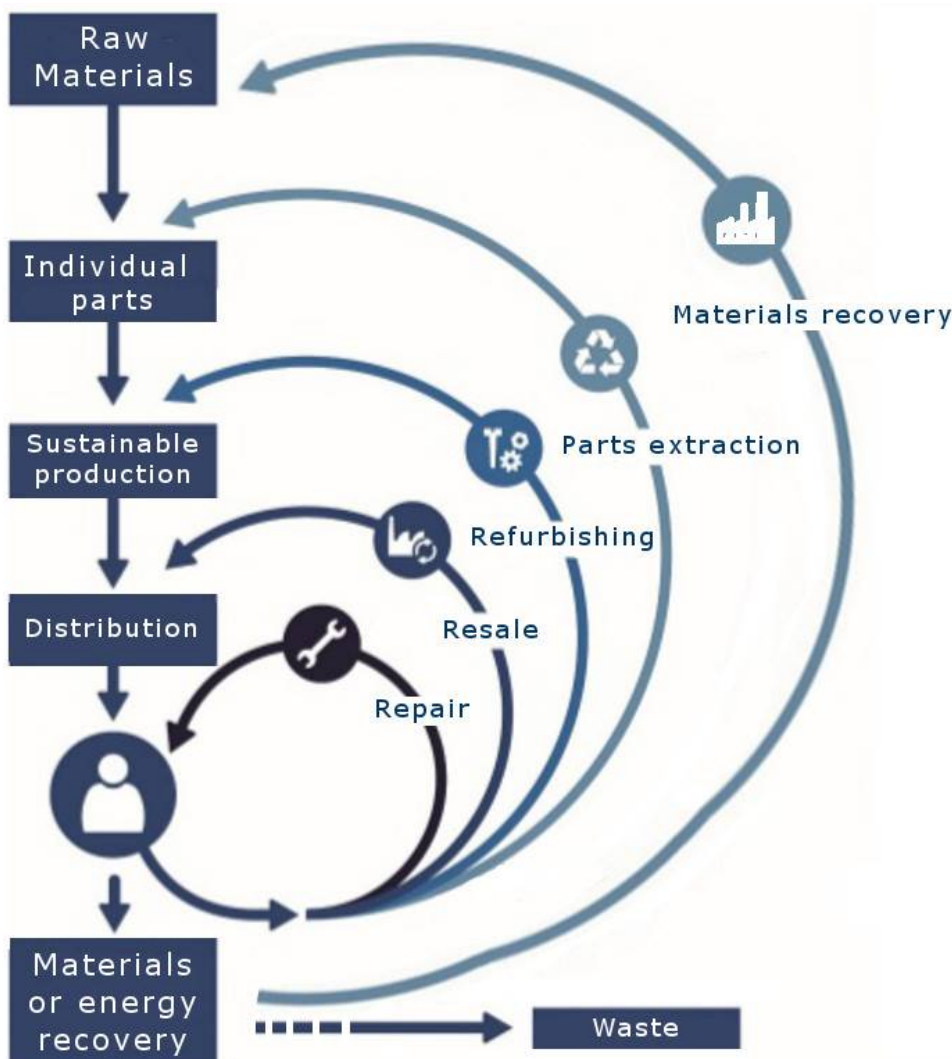 Raw
Materials
Individual
parts
Materials recovery
Sustainable
production
Parts extraction
Refurbishing
Distribution
Resale
Repair
Materials
or energy
recovery
Waste